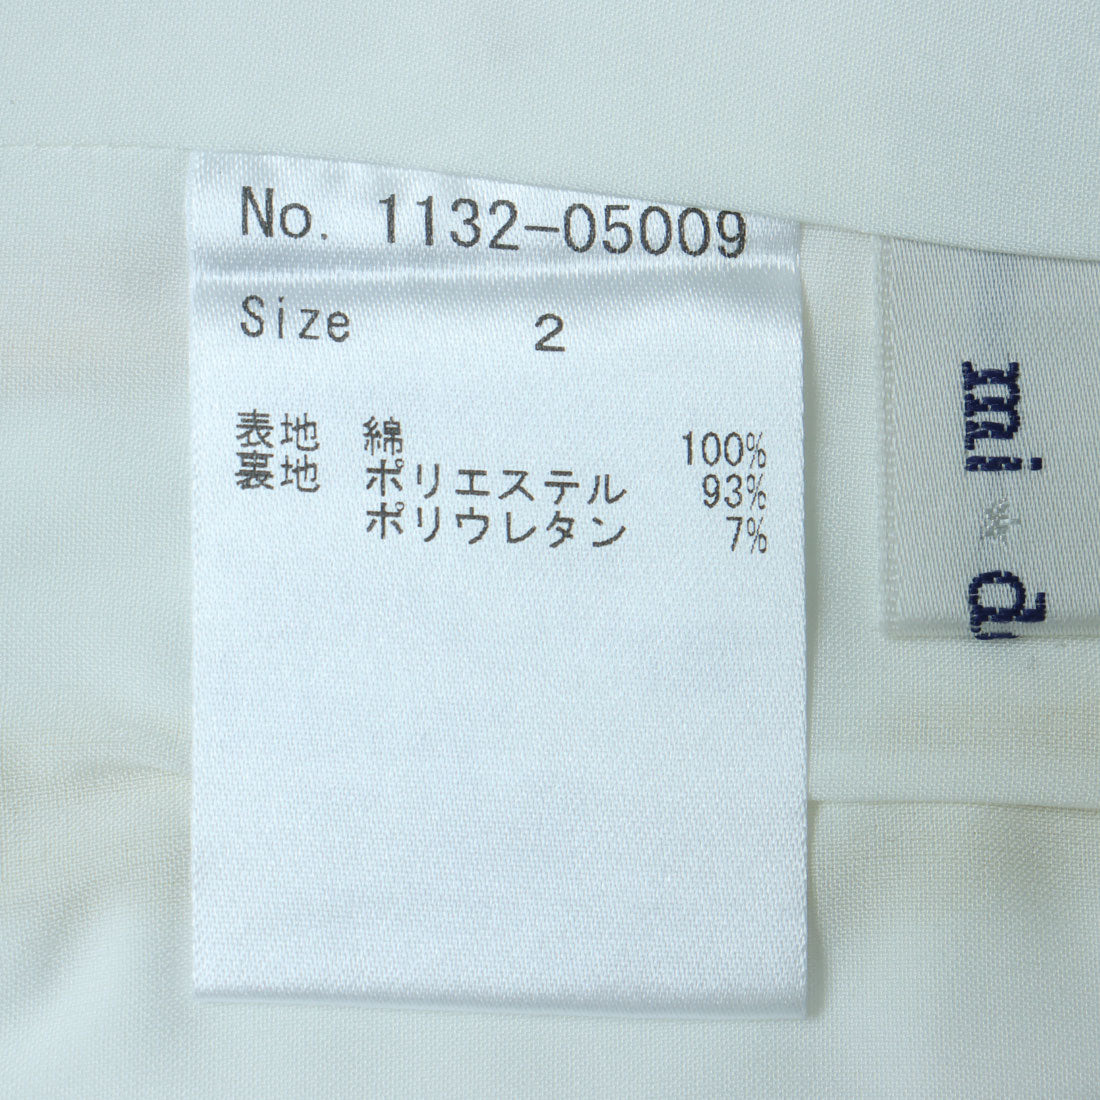 No. 1132-05009
Size 2
表地 綿 100%
裏地 ポリエステル 93%
ポリウレタン 7%
mi
d